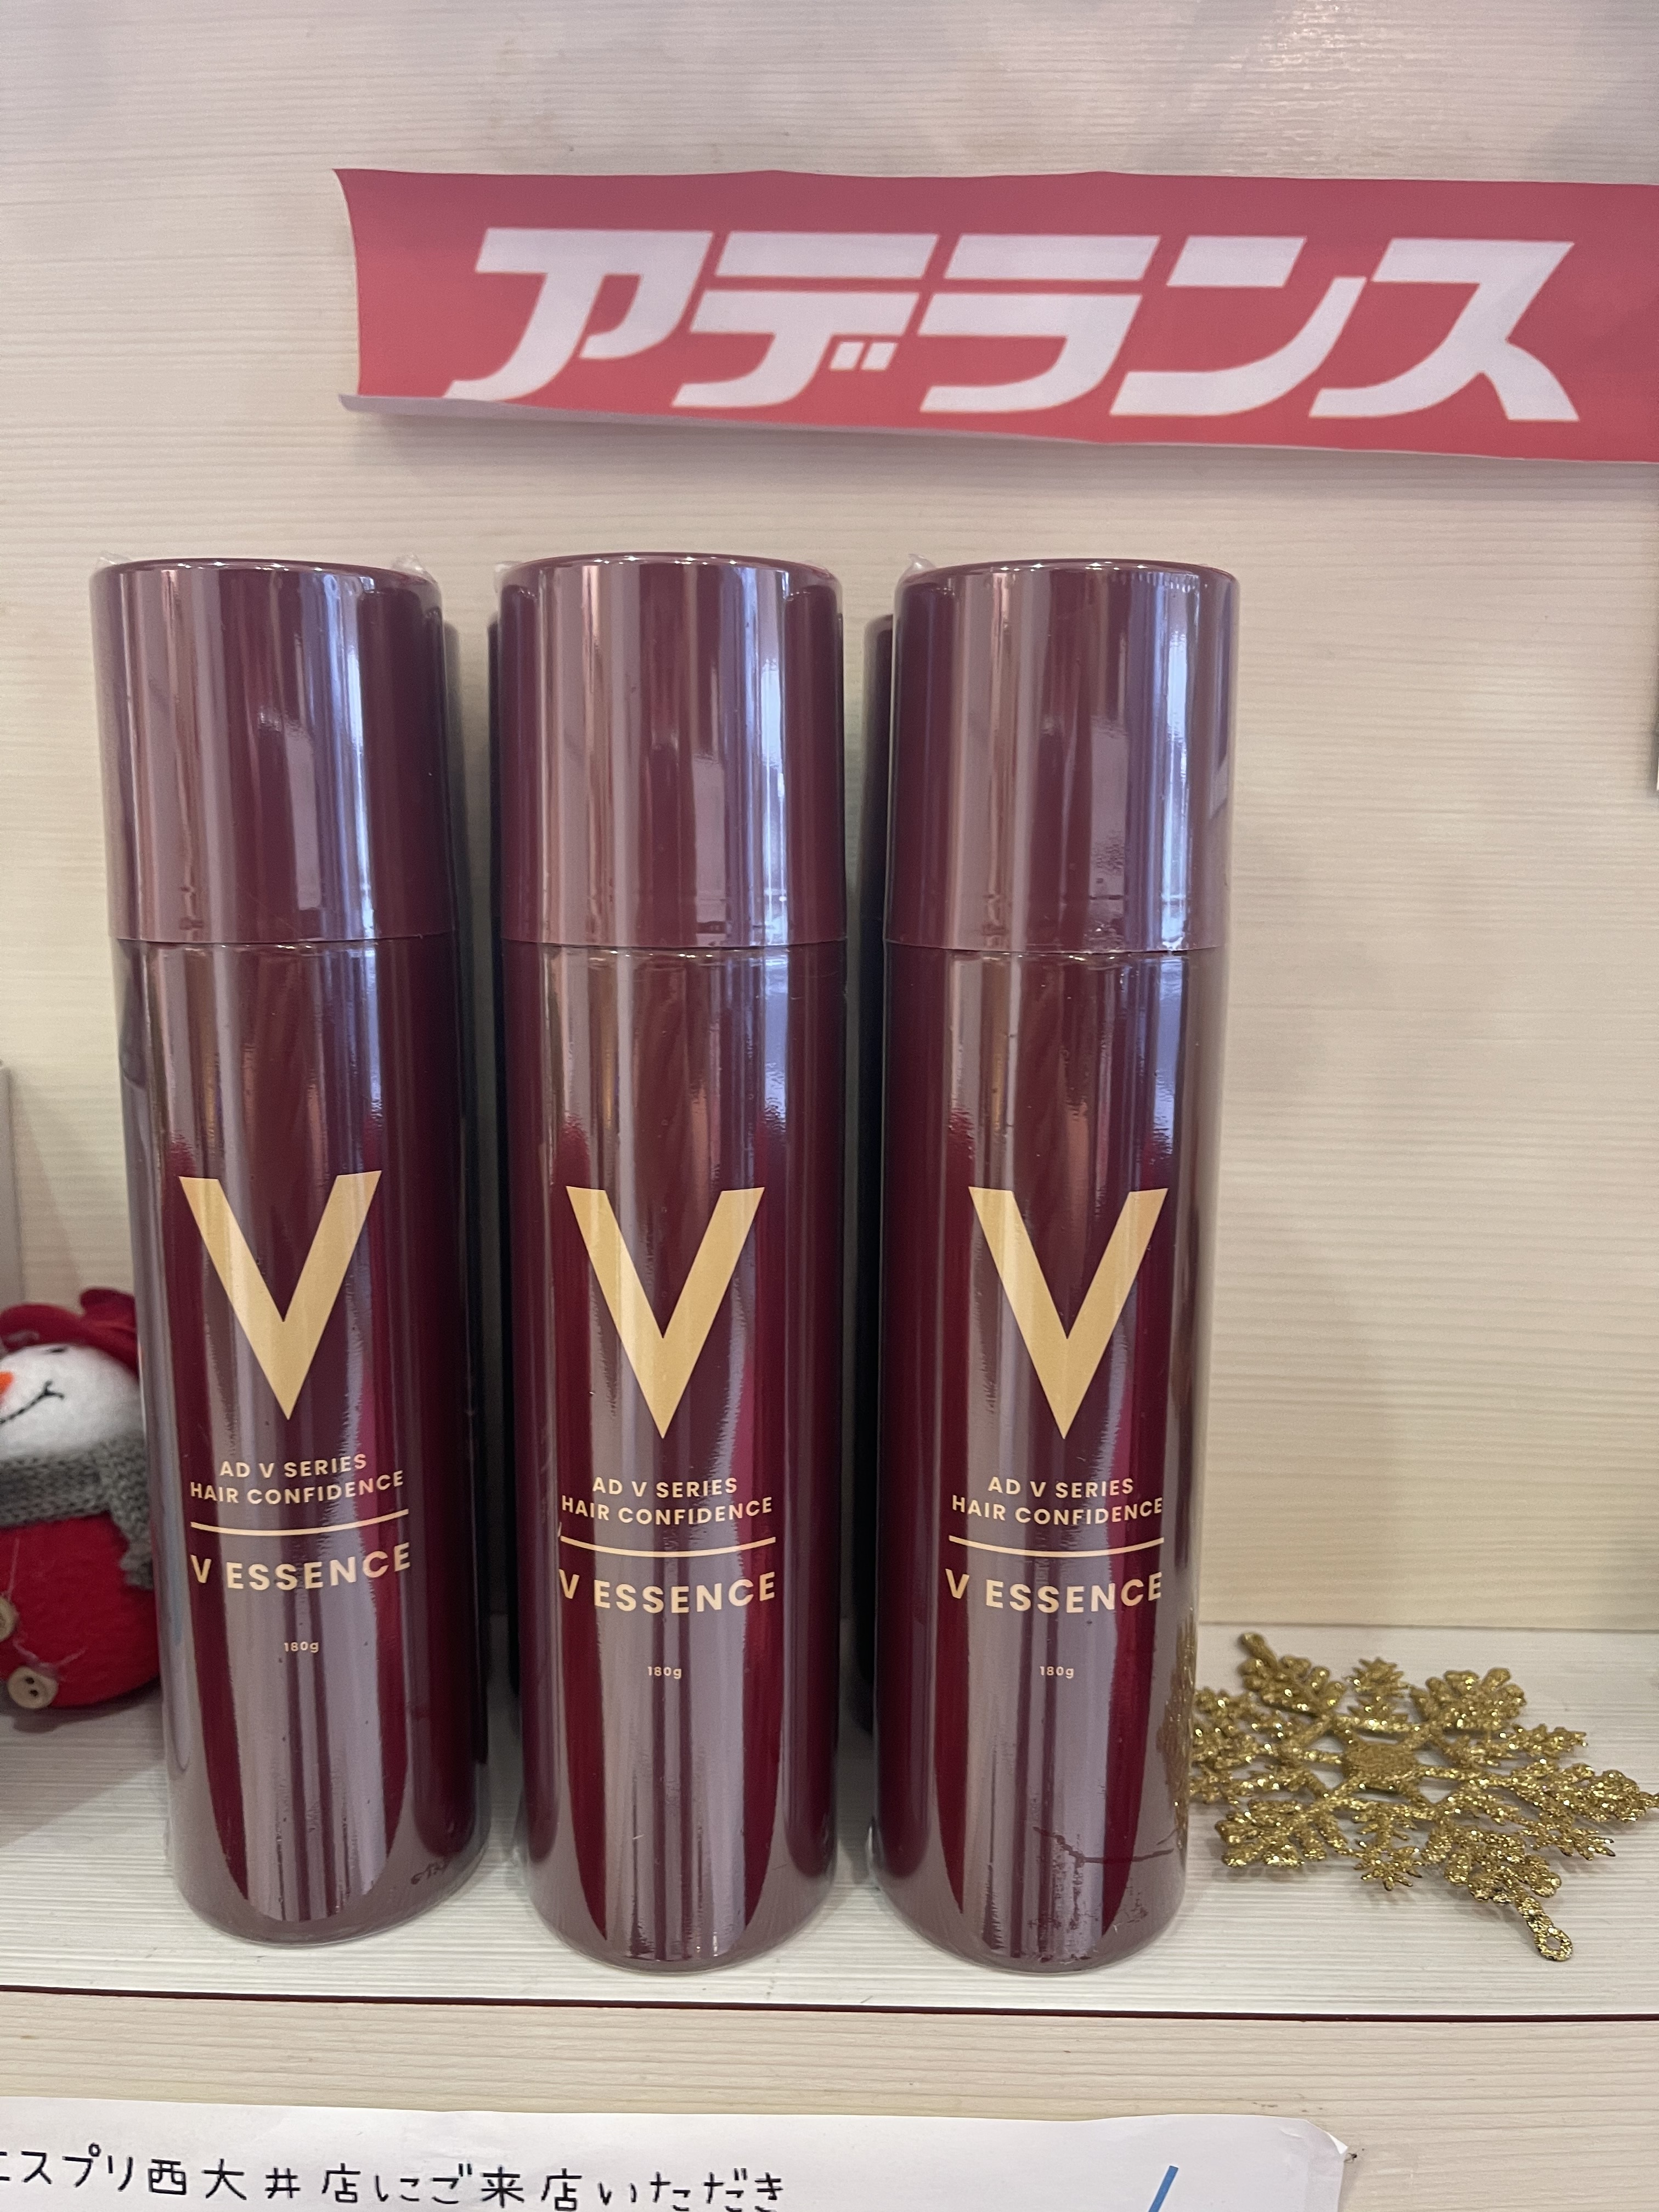 アデランス
V
AD V SERIES
HAIR CONFIDENCE
V ESSENCE
180g
V
AD V SERIES
HAIR CONFIDENCE
V ESSENCE
180g
V
AD V SERIES
HAIR CONFIDENCE
V ESSENCE
180g
エスプリ西大井店にご来店いただき